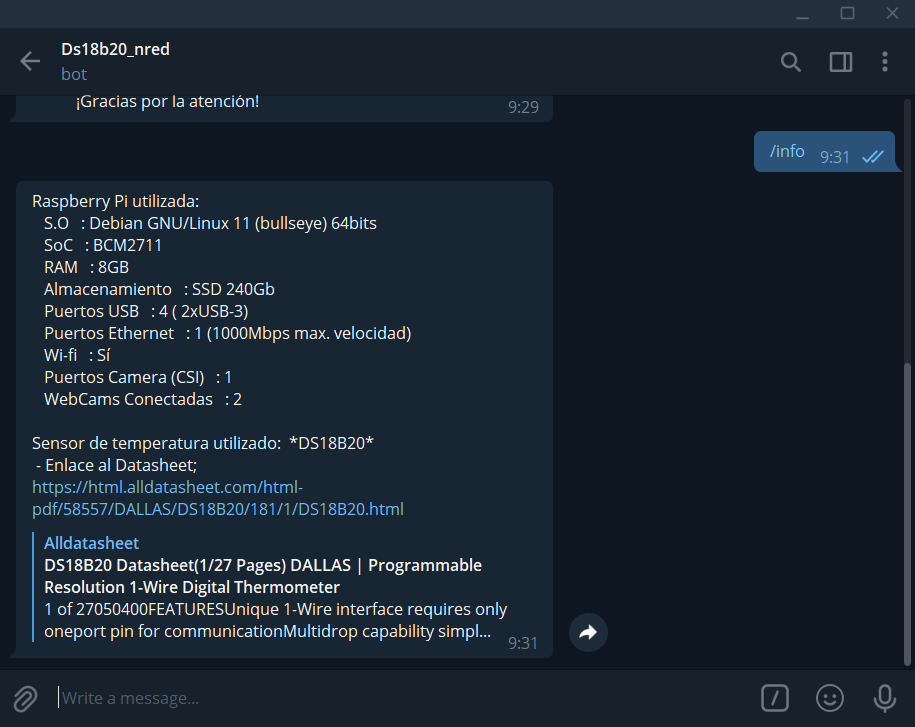 Ds18b20_nred
bot
¡Gracias por la atención!
9:29
/info 9:31
Raspberry Pi utilizada:
S.O : Debian GNU/Linux 11 (bullseye) 64bits
SoC : BCM2711
RAM : 8GB
Almacenamiento : SSD 240Gb
Puertos USB : 4 ( 2xUSB-3)
Puertos Ethernet : 1 (1000Mbps max. velocidad)
Wi-fi : Sí
Puertos Camera (CSI) : 1
WebCams Conectadas : 2
Sensor de temperatura utilizado: *DS18B20*
- Enlace al Datasheet;
https://html.alldatasheet.com/html-
pdf/58557/DALLAS/DS18B20/181/1/DS18B20.html
Alldatasheet
DS18B20 Datasheet(1/27 Pages) DALLAS | Programmable
Resolution 1-Wire Digital Thermometer
1 of 27050400FEATURESUnique 1-Wire interface requires only
oneport pin for communicationMultidrop capability simpl...
9:31
Write a message...